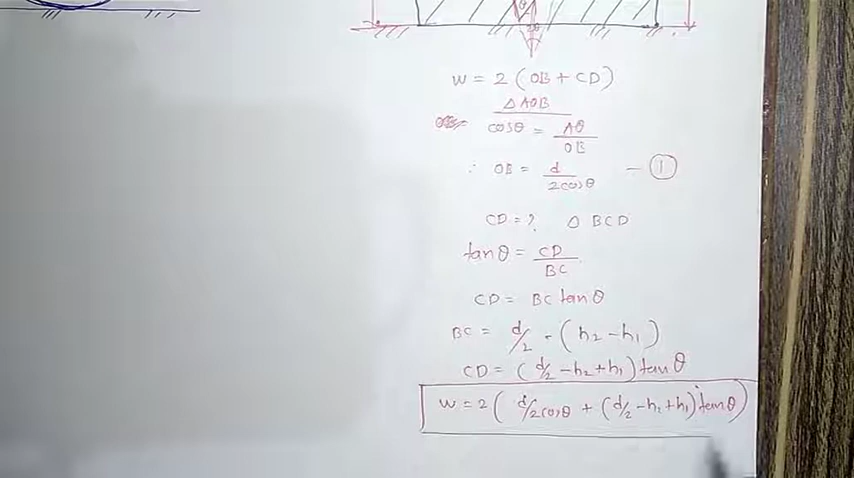 θ
2θ
W = 2 ( OB + CD )
Δ AOB
cosθ = AO / OB
∴ OB = d / 2cosθ — ①
CD = ? Δ BCD
tanθ = CD / BC
CD = BC tanθ
BC = d/2 - (h₂ - h₁)
CD = (d/2 - h₂ + h₁) tanθ
W = 2 ( d/2cosθ + (d/2 - h₂ + h₁) tanθ )